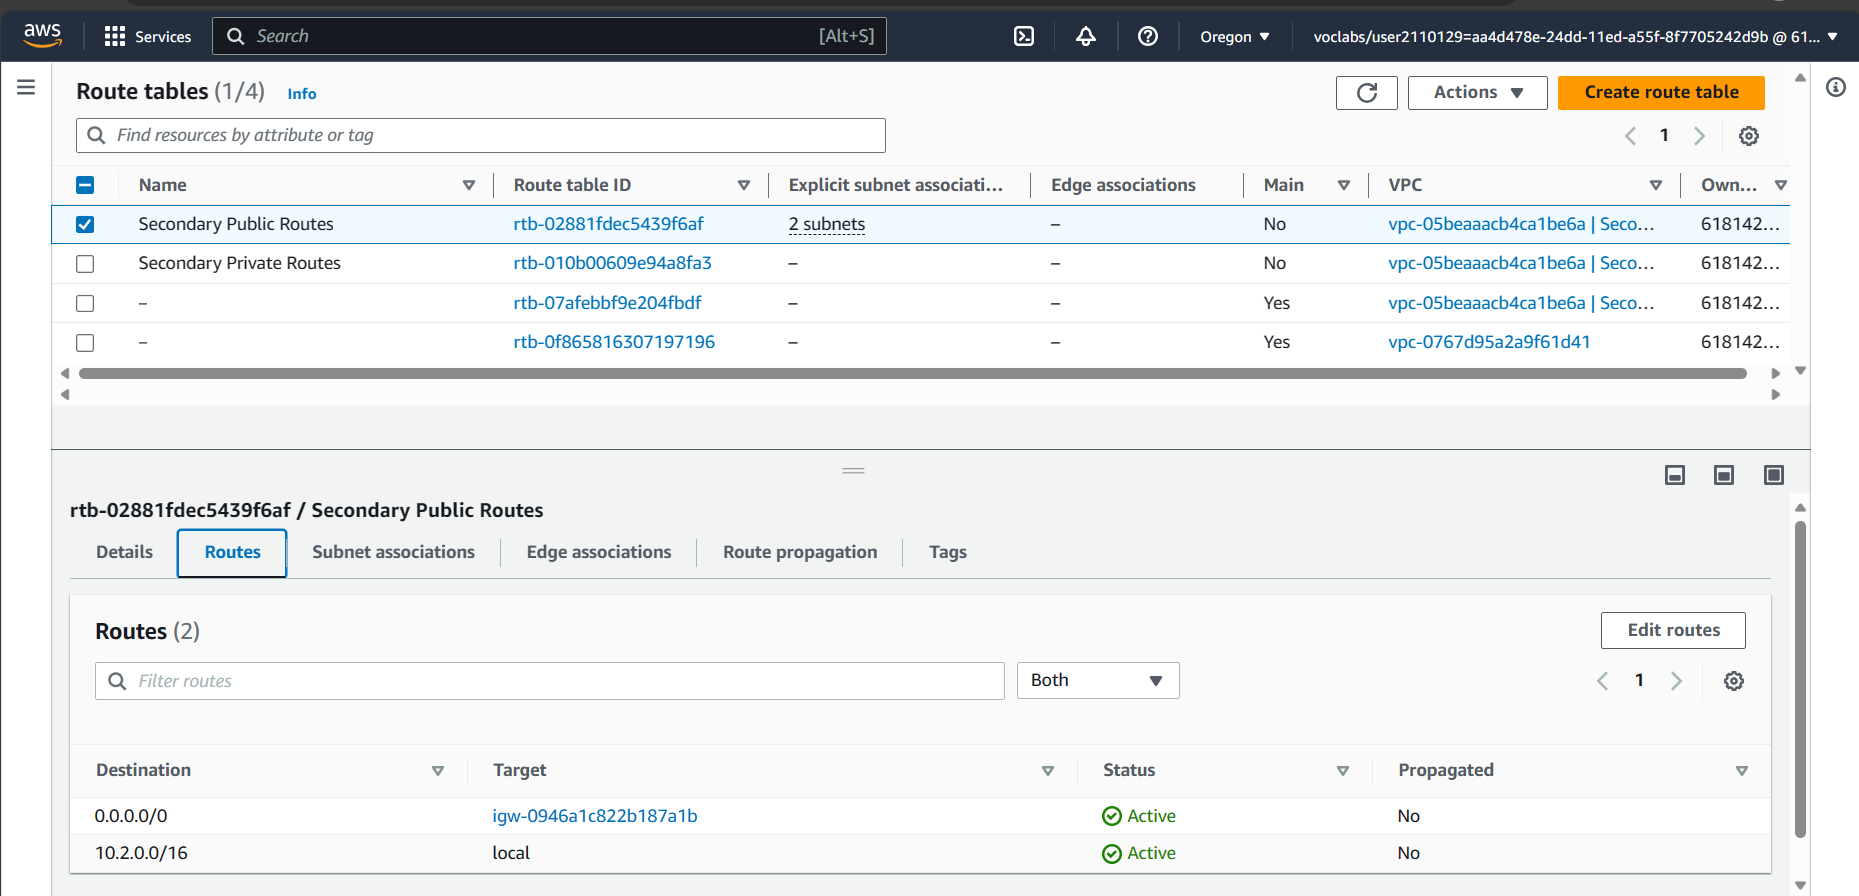 aws Services Search [Alt+S] Oregon voclabs/user2110129=aa4d478e-24dd-11ed-a55f-8f7705242d9b @ 61...
Route tables (1/4) Info Actions Create route table
Find resources by attribute or tag 1
Name Route table ID Explicit subnet associati... Edge associations Main VPC Own...
Secondary Public Routes rtb-02881fdec5439f6af 2 subnets – No vpc-05beaaacb4ca1be6a | Seco... 618142...
Secondary Private Routes rtb-010b00609e94a8fa3 – – No vpc-05beaaacb4ca1be6a | Seco... 618142...
– rtb-07afebbf9e204fbdf – – Yes vpc-05beaaacb4ca1be6a | Seco... 618142...
– rtb-0f865816307197196 – – Yes vpc-0767d95a2a9f61d41 618142...
rtb-02881fdec5439f6af / Secondary Public Routes
Details Routes Subnet associations Edge associations Route propagation Tags
Routes (2) Edit routes
Filter routes Both 1
Destination Target Status Propagated
0.0.0.0/0 igw-0946a1c822b187a1b Active No
10.2.0.0/16 local Active No